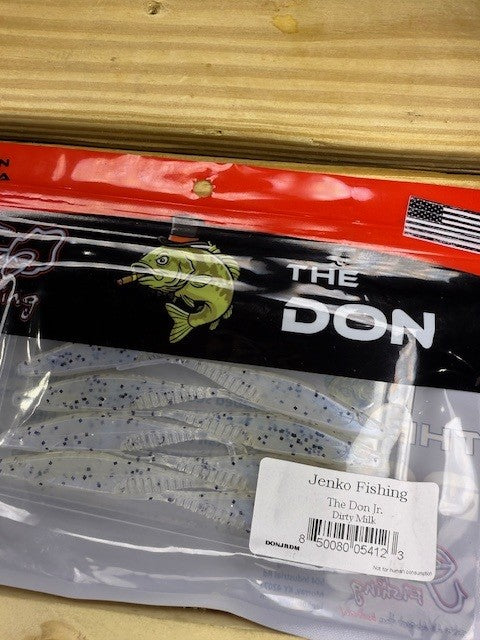 THE
DON
Jenko Fishing
The Don Jr.
Dirty Milk
8 50080 05412 3
DONJRDM
Not for human consumption